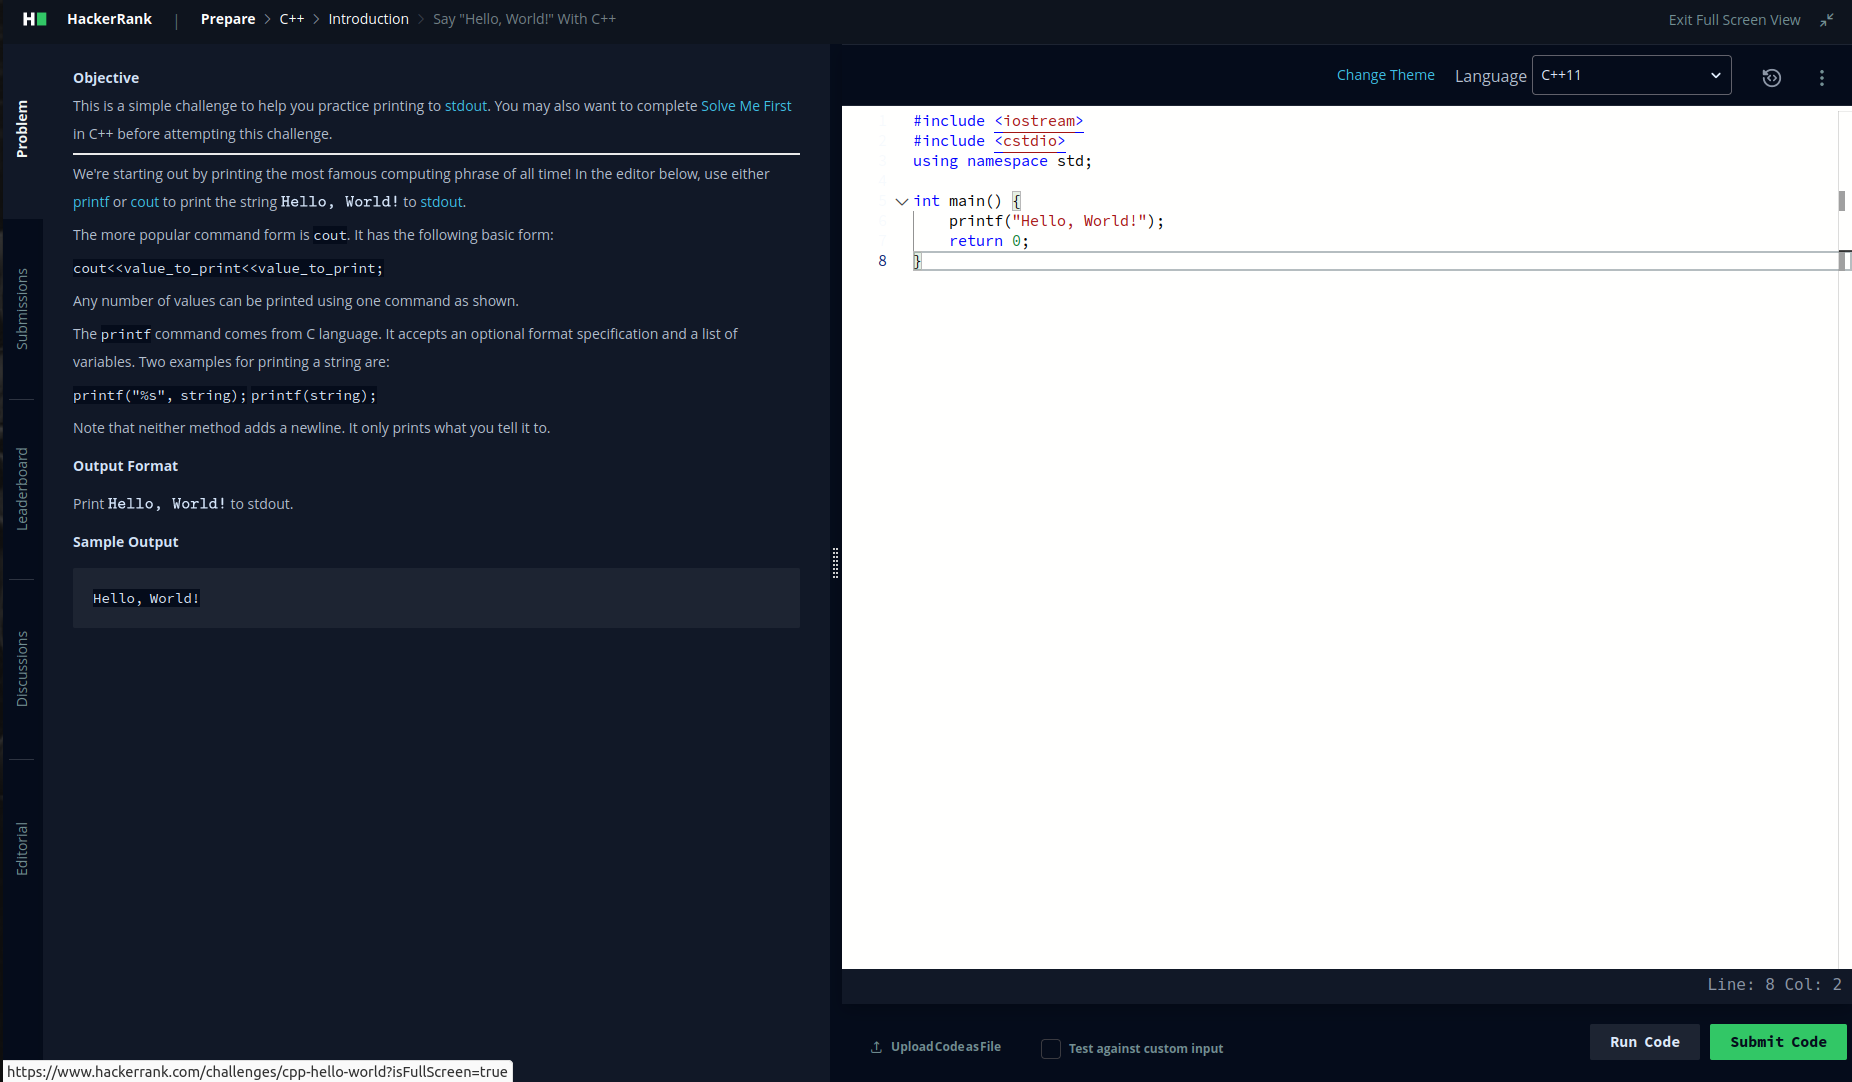 HackerRank | Prepare > C++ > Introduction > Say "Hello, World!" With C++
Exit Full Screen View
Problem
Submissions
Leaderboard
Discussions
Editorial
Objective
This is a simple challenge to help you practice printing to stdout. You may also want to complete Solve Me First
in C++ before attempting this challenge.
We're starting out by printing the most famous computing phrase of all time! In the editor below, use either
printf or cout to print the string Hello, World! to stdout.
The more popular command form is cout. It has the following basic form:
cout<<value_to_print<<value_to_print;
Any number of values can be printed using one command as shown.
The printf command comes from C language. It accepts an optional format specification and a list of
variables. Two examples for printing a string are:
printf("%s", string); printf(string);
Note that neither method adds a newline. It only prints what you tell it to.
Output Format
Print Hello, World! to stdout.
Sample Output
Hello, World!
Change Theme Language C++11
#include <iostream>
#include <cstdio>
using namespace std;
int main() {
    printf("Hello, World!");
    return 0;
8 }
Line: 8 Col: 2
Upload Code as File
Test against custom input
Run Code
Submit Code
https://www.hackerrank.com/challenges/cpp-hello-world?isFullScreen=true